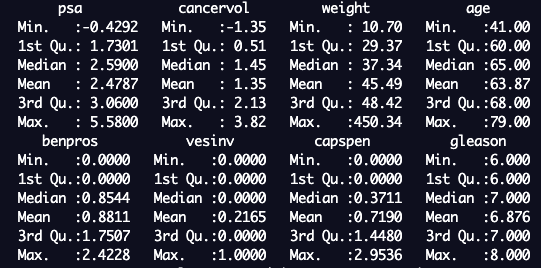 psa cancervol weight age
Min. :-0.4292 Min. :-1.35 Min. : 10.70 Min. :41.00
1st Qu.: 1.7301 1st Qu.: 0.51 1st Qu.: 29.37 1st Qu.:60.00
Median : 2.5900 Median : 1.45 Median : 37.34 Median :65.00
Mean : 2.4787 Mean : 1.35 Mean : 45.49 Mean :63.87
3rd Qu.: 3.0600 3rd Qu.: 2.13 3rd Qu.: 48.42 3rd Qu.:68.00
Max. : 5.5800 Max. : 3.82 Max. :450.34 Max. :79.00
benpros vesinv capspen gleason
Min. :0.0000 Min. :0.0000 Min. :0.0000 Min. :6.000
1st Qu.:0.0000 1st Qu.:0.0000 1st Qu.:0.0000 1st Qu.:6.000
Median :0.8544 Median :0.0000 Median :0.3711 Median :7.000
Mean :0.8811 Mean :0.2165 Mean :0.7190 Mean :6.876
3rd Qu.:1.7507 3rd Qu.:0.0000 3rd Qu.:1.4480 3rd Qu.:7.000
Max. :2.4228 Max. :1.0000 Max. :2.9536 Max. :8.000